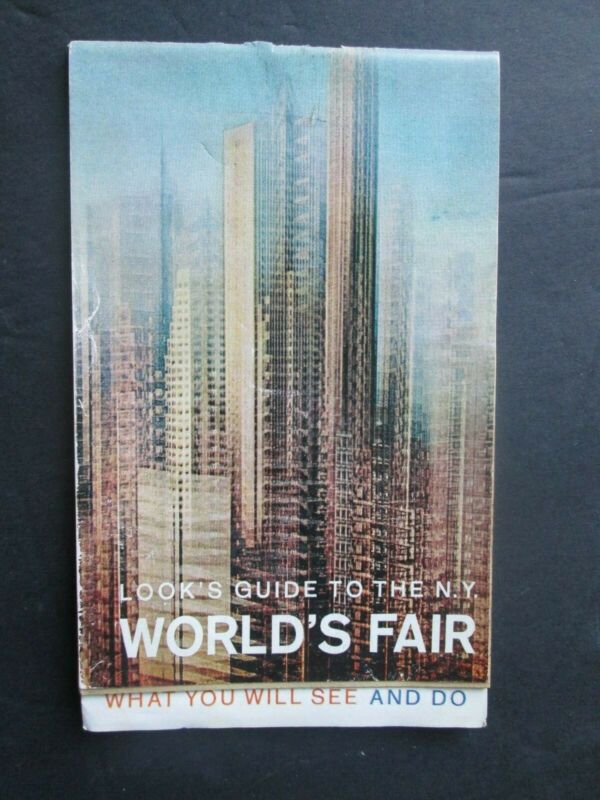 LOOK'S GUIDE TO THE N.Y.
WORLD'S FAIR
WHAT YOU WILL SEE AND DO